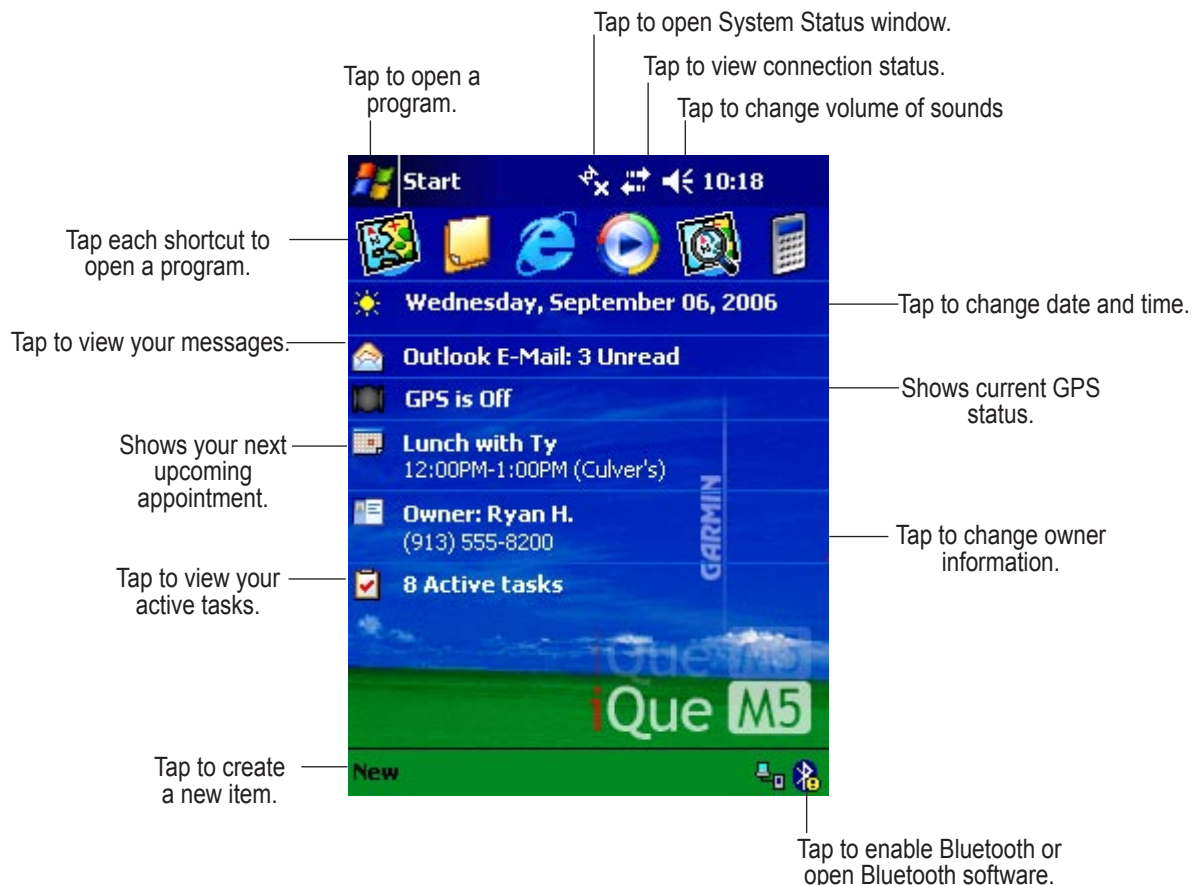 Tap to open System Status window.
Tap to view connection status.
Tap to open a
program.
Tap to change volume of sounds
Start
10:18
Tap each shortcut to
open a program.
Wednesday, September 06, 2006
Tap to change date and time.
Tap to view your messages.
Outlook E-Mail: 3 Unread
GPS is Off
Shows current GPS
status.
Shows your next
upcoming
appointment.
Lunch with Ty
12:00PM-1:00PM (Culver's)
GARMIN
Owner: Ryan H.
(913) 555-8200
Tap to change owner
information.
Tap to view your
active tasks.
8 Active tasks
iQue M5
iQue M5
Tap to create
a new item.
New
Tap to enable Bluetooth or
open Bluetooth software.